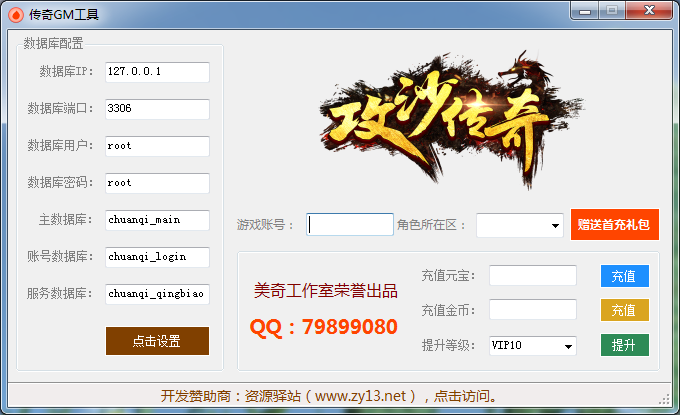 传奇GM工具
数据库配置
数据库IP： 127.0.0.1
数据库端口： 3306
数据库用户： root
数据库密码： root
主数据库： chuanqi_main
账号数据库： chuanqi_login
服务数据库： chuanqi_qingbiao
点击设置
攻沙传奇
游戏账号： 角色所在区： 赠送首充礼包
美奇工作室荣誉出品
QQ：79899080
充值元宝： 充值
充值金币： 充值
提升等级： VIP10 提升
开发赞助商：资源驿站（www.zy13.net），点击访问。